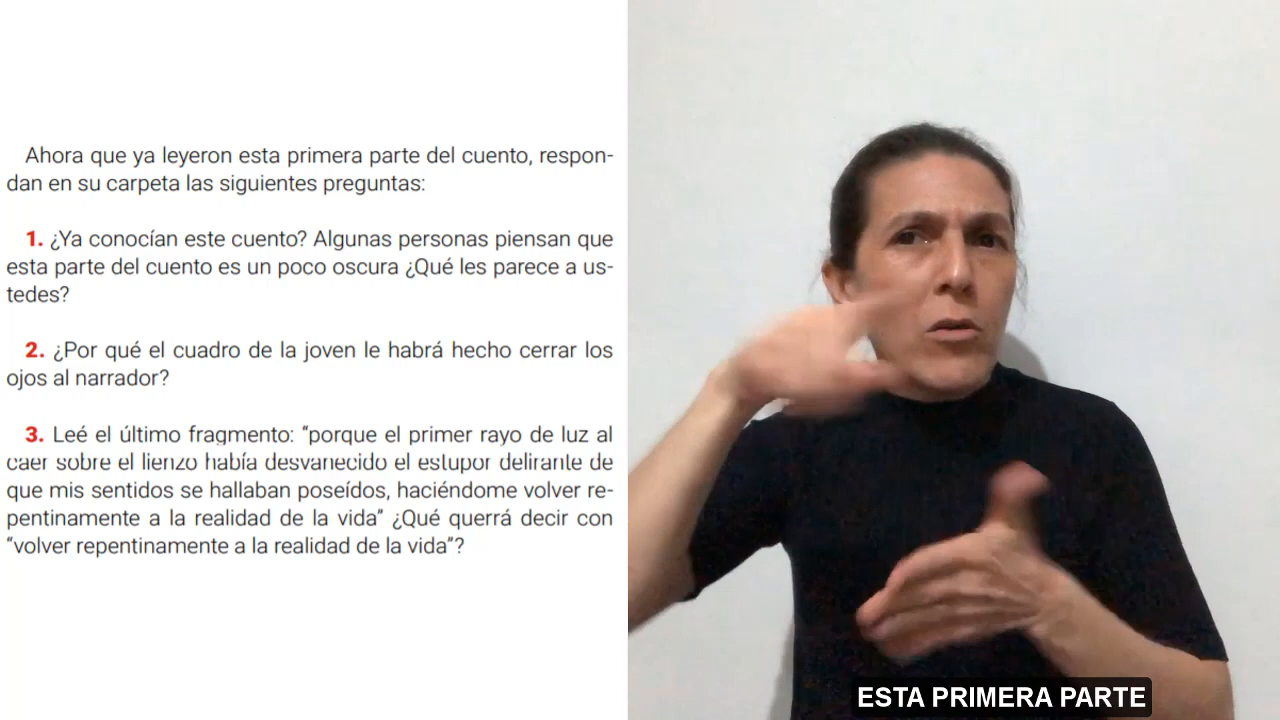 Ahora que ya leyeron esta primera parte del cuento, respon-
dan en su carpeta las siguientes preguntas:
1. ¿Ya conocían este cuento? Algunas personas piensan que
esta parte del cuento es un poco oscura ¿Qué les parece a us-
tedes?
2. ¿Por qué el cuadro de la joven le habrá hecho cerrar los
ojos al narrador?
3. Leé el último fragmento: “porque el primer rayo de luz al
caer sobre el lienzo había desvanecido el estupor delirante de
que mis sentidos se hallaban poseídos, haciéndome volver re-
pentinamente a la realidad de la vida” ¿Qué querrá decir con
“volver repentinamente a la realidad de la vida”?
ESTA PRIMERA PARTE